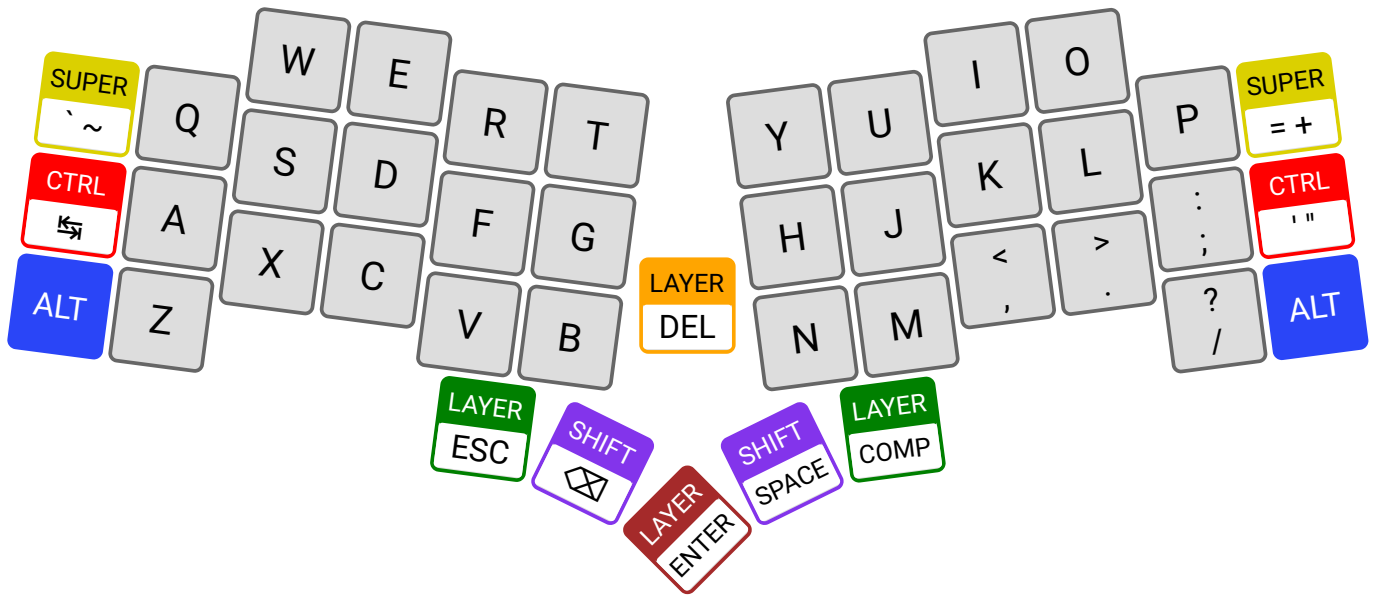 SUPER
` ~
Q
W
E
R
T
Y
U
I
O
P
SUPER
= +
CTRL
↹
A
S
D
F
G
H
J
K
L
:
;
CTRL
' "
ALT
Z
X
C
V
B
LAYER
DEL
N
M
<
,
>
.
?
/
ALT
LAYER
ESC
SHIFT
⌫
LAYER
ENTER
SHIFT
SPACE
LAYER
COMP